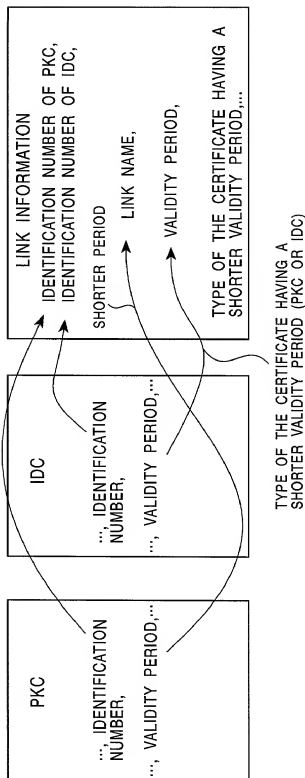 PKC
..., IDENTIFICATION
NUMBER,
..., VALIDITY PERIOD,...
IDC
..., IDENTIFICATION
NUMBER,
..., VALIDITY PERIOD,...
LINK INFORMATION
IDENTIFICATION NUMBER OF PKC,
IDENTIFICATION NUMBER OF IDC,
SHORTER PERIOD
LINK NAME,
VALIDITY PERIOD,
TYPE OF THE CERTIFICATE HAVING A
SHORTER VALIDITY PERIOD,...
TYPE OF THE CERTIFICATE HAVING A
SHORTER VALIDITY PERIOD (PKC OR IDC)